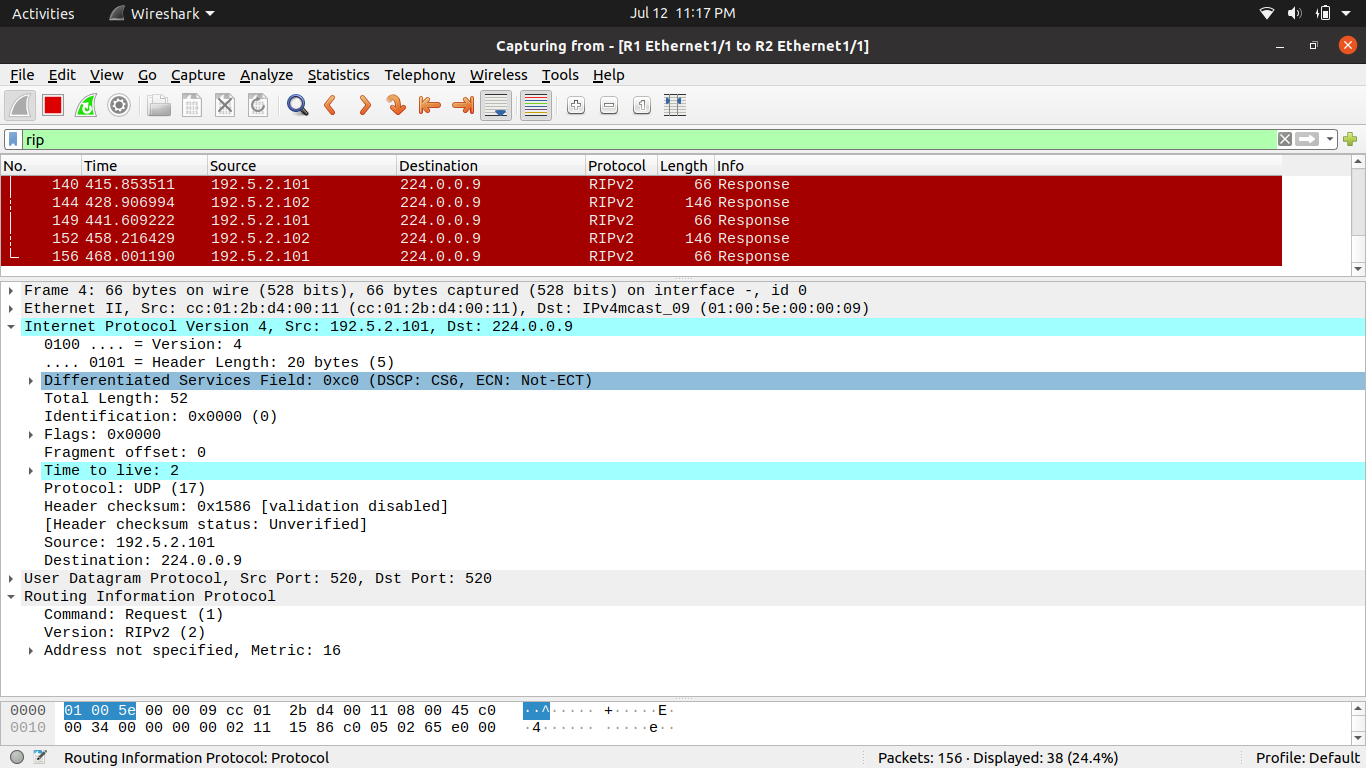 Activities Wireshark Jul 12 11:17 PM
Capturing from - [R1 Ethernet1/1 to R2 Ethernet1/1]
File Edit View Go Capture Analyze Statistics Telephony Wireless Tools Help
rip
No. Time Source Destination Protocol Length Info
140 415.853511 192.5.2.101 224.0.0.9 RIPv2 66 Response
144 428.906994 192.5.2.102 224.0.0.9 RIPv2 146 Response
149 441.609222 192.5.2.101 224.0.0.9 RIPv2 66 Response
152 458.216429 192.5.2.102 224.0.0.9 RIPv2 146 Response
156 468.001190 192.5.2.101 224.0.0.9 RIPv2 66 Response
Frame 4: 66 bytes on wire (528 bits), 66 bytes captured (528 bits) on interface -, id 0
Ethernet II, Src: cc:01:2b:d4:00:11 (cc:01:2b:d4:00:11), Dst: IPv4mcast_09 (01:00:5e:00:00:09)
Internet Protocol Version 4, Src: 192.5.2.101, Dst: 224.0.0.9
0100 .... = Version: 4
.... 0101 = Header Length: 20 bytes (5)
Differentiated Services Field: 0xc0 (DSCP: CS6, ECN: Not-ECT)
Total Length: 52
Identification: 0x0000 (0)
Flags: 0x0000
Fragment offset: 0
Time to live: 2
Protocol: UDP (17)
Header checksum: 0x1586 [validation disabled]
[Header checksum status: Unverified]
Source: 192.5.2.101
Destination: 224.0.0.9
User Datagram Protocol, Src Port: 520, Dst Port: 520
Routing Information Protocol
Command: Request (1)
Version: RIPv2 (2)
Address not specified, Metric: 16
0000 01 00 5e 00 00 09 cc 01 2b d4 00 11 08 00 45 c0 ··^····· +·····E·
0010 00 34 00 00 00 00 02 11 15 86 c0 05 02 65 e0 00 ·4······ ·····e··
Routing Information Protocol: Protocol Packets: 156 · Displayed: 38 (24.4%) Profile: Default